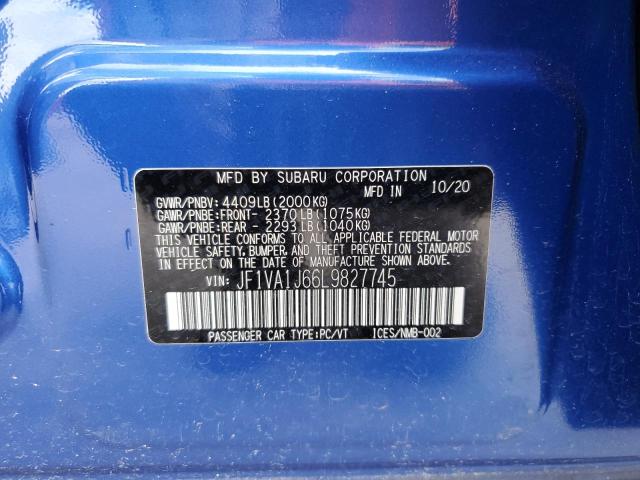 MFD BY SUBARU CORPORATION
MFD IN 10/20
GVWR/PNBV: 4409LB(2000KG)
GAWR/PNBE:FRONT- 2370LB(1075KG)
GAWR/PNBE:REAR - 2293LB(1040KG)
THIS VEHICLE CONFORMS TO ALL APPLICABLE FEDERAL MOTOR
VEHICLE SAFETY, BUMPER, AND THEFT PREVENTION STANDARDS
IN EFFECT ON THE DATE OF MANUFACTURE SHOWN ABOVE.
VIN: JF1VA1J66L9827745
PASSENGER CAR TYPE:PC/VT ICES/NMB-002